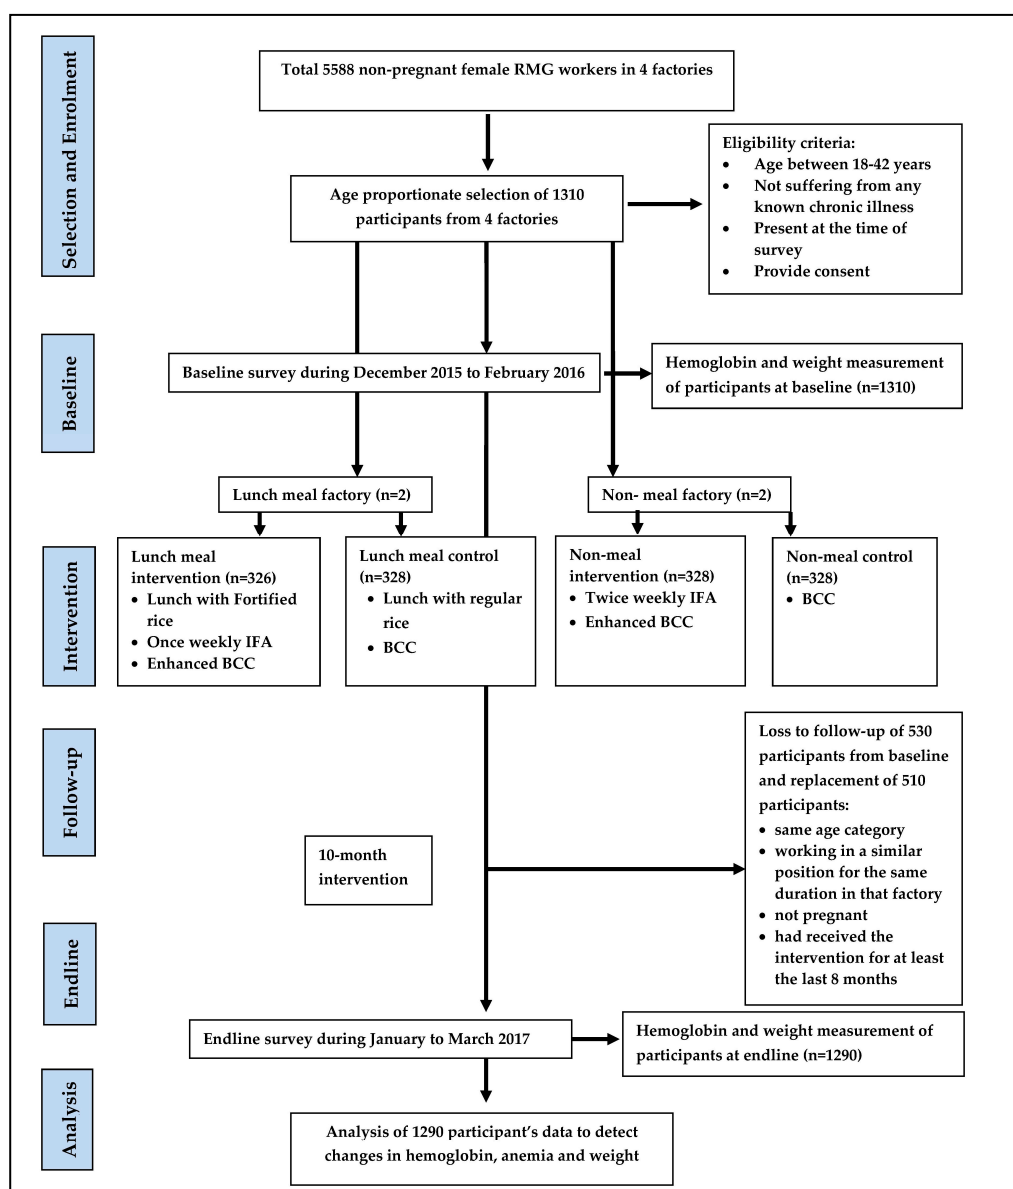 Selection and Enrolment
Total 5588 non-pregnant female RMG workers in 4 factories
Age proportionate selection of 1310
participants from 4 factories
Eligibility criteria:
• Age between 18-42 years
• Not suffering from any
known chronic illness
• Present at the time of
survey
• Provide consent
Baseline
Baseline survey during December 2015 to February 2016
Hemoglobin and weight measurement
of participants at baseline (n=1310)
Lunch meal factory (n=2)
Non- meal factory (n=2)
Intervention
Lunch meal
intervention (n=326)
• Lunch with Fortified
rice
• Once weekly IFA
• Enhanced BCC
Lunch meal control
(n=328)
• Lunch with regular
rice
• BCC
Non-meal
intervention (n=328)
• Twice weekly IFA
• Enhanced BCC
Non-meal control
(n=328)
• BCC
Follow-up
10-month
intervention
Loss to follow-up of 530
participants from baseline
and replacement of 510
participants:
• same age category
• working in a similar
position for the same
duration in that factory
• not pregnant
• had received the
intervention for at least
the last 8 months
Endline
Endline survey during January to March 2017
Hemoglobin and weight measurement of
participants at endline (n=1290)
Analysis
Analysis of 1290 participant’s data to detect
changes in hemoglobin, anemia and weight